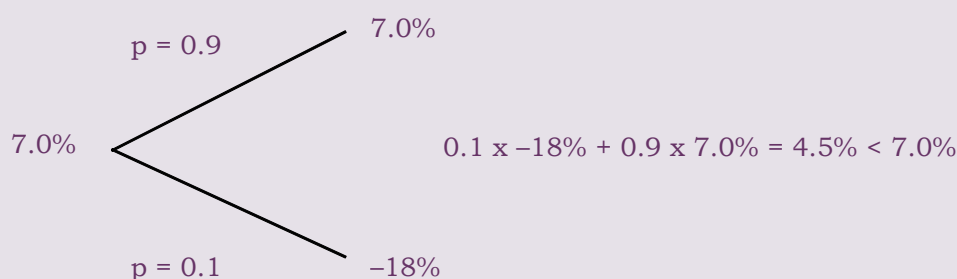 7.0%
p = 0.9
7.0%
0.1 x –18% + 0.9 x 7.0% = 4.5% < 7.0%
p = 0.1
–18%